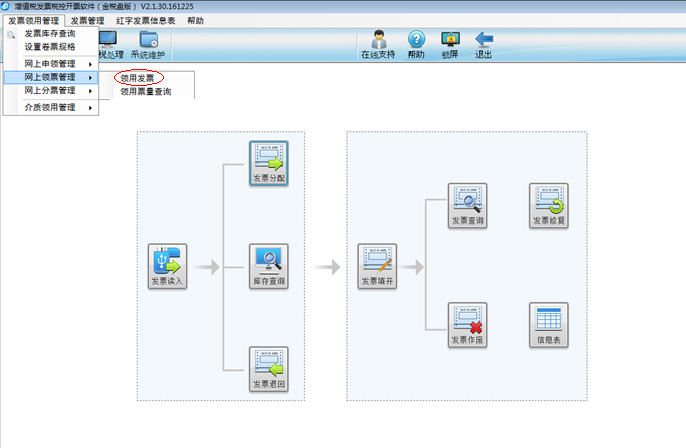 增值税发票税控开票软件（金税盘版） V2.1.30.161225
发票领用管理 发票管理 红字发票信息表 帮助
发票库存查询
设置卷票规格
网上申领管理
网上领票管理
网上分票管理
介质领用管理
领用发票
领用票量查询
税处理 系统维护 在线支持 帮助 锁屏 退出
发票分配
发票读入
库存查询
发票退回
发票填开
发票查询 发票修复
发票作废 信息表